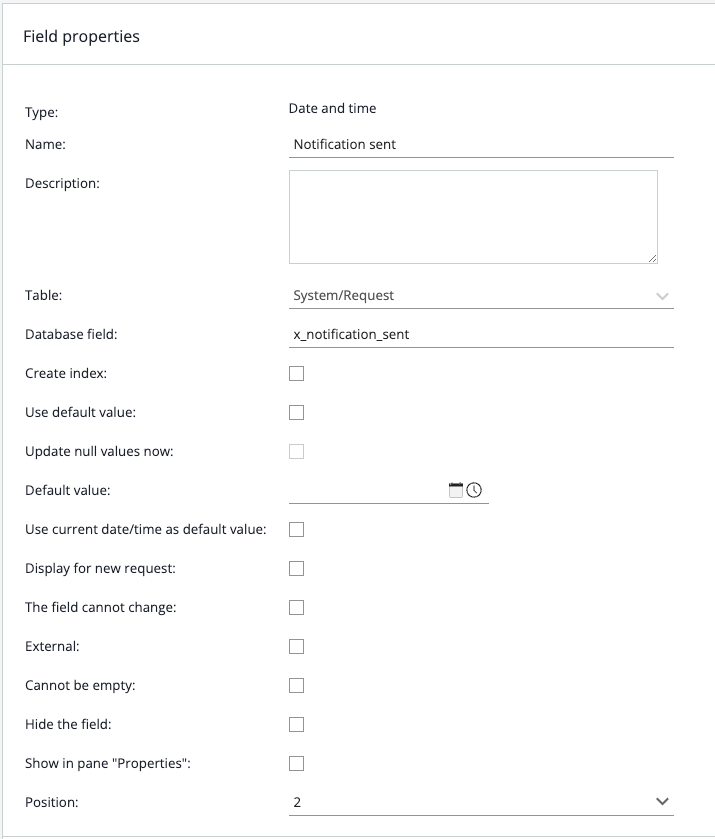 Field properties
Type: Date and time
Name: Notification sent
Description:
Table: System/Request
Database field: x_notification_sent
Create index:
Use default value:
Update null values now:
Default value:
Use current date/time as default value:
Display for new request:
The field cannot change:
External:
Cannot be empty:
Hide the field:
Show in pane "Properties":
Position: 2